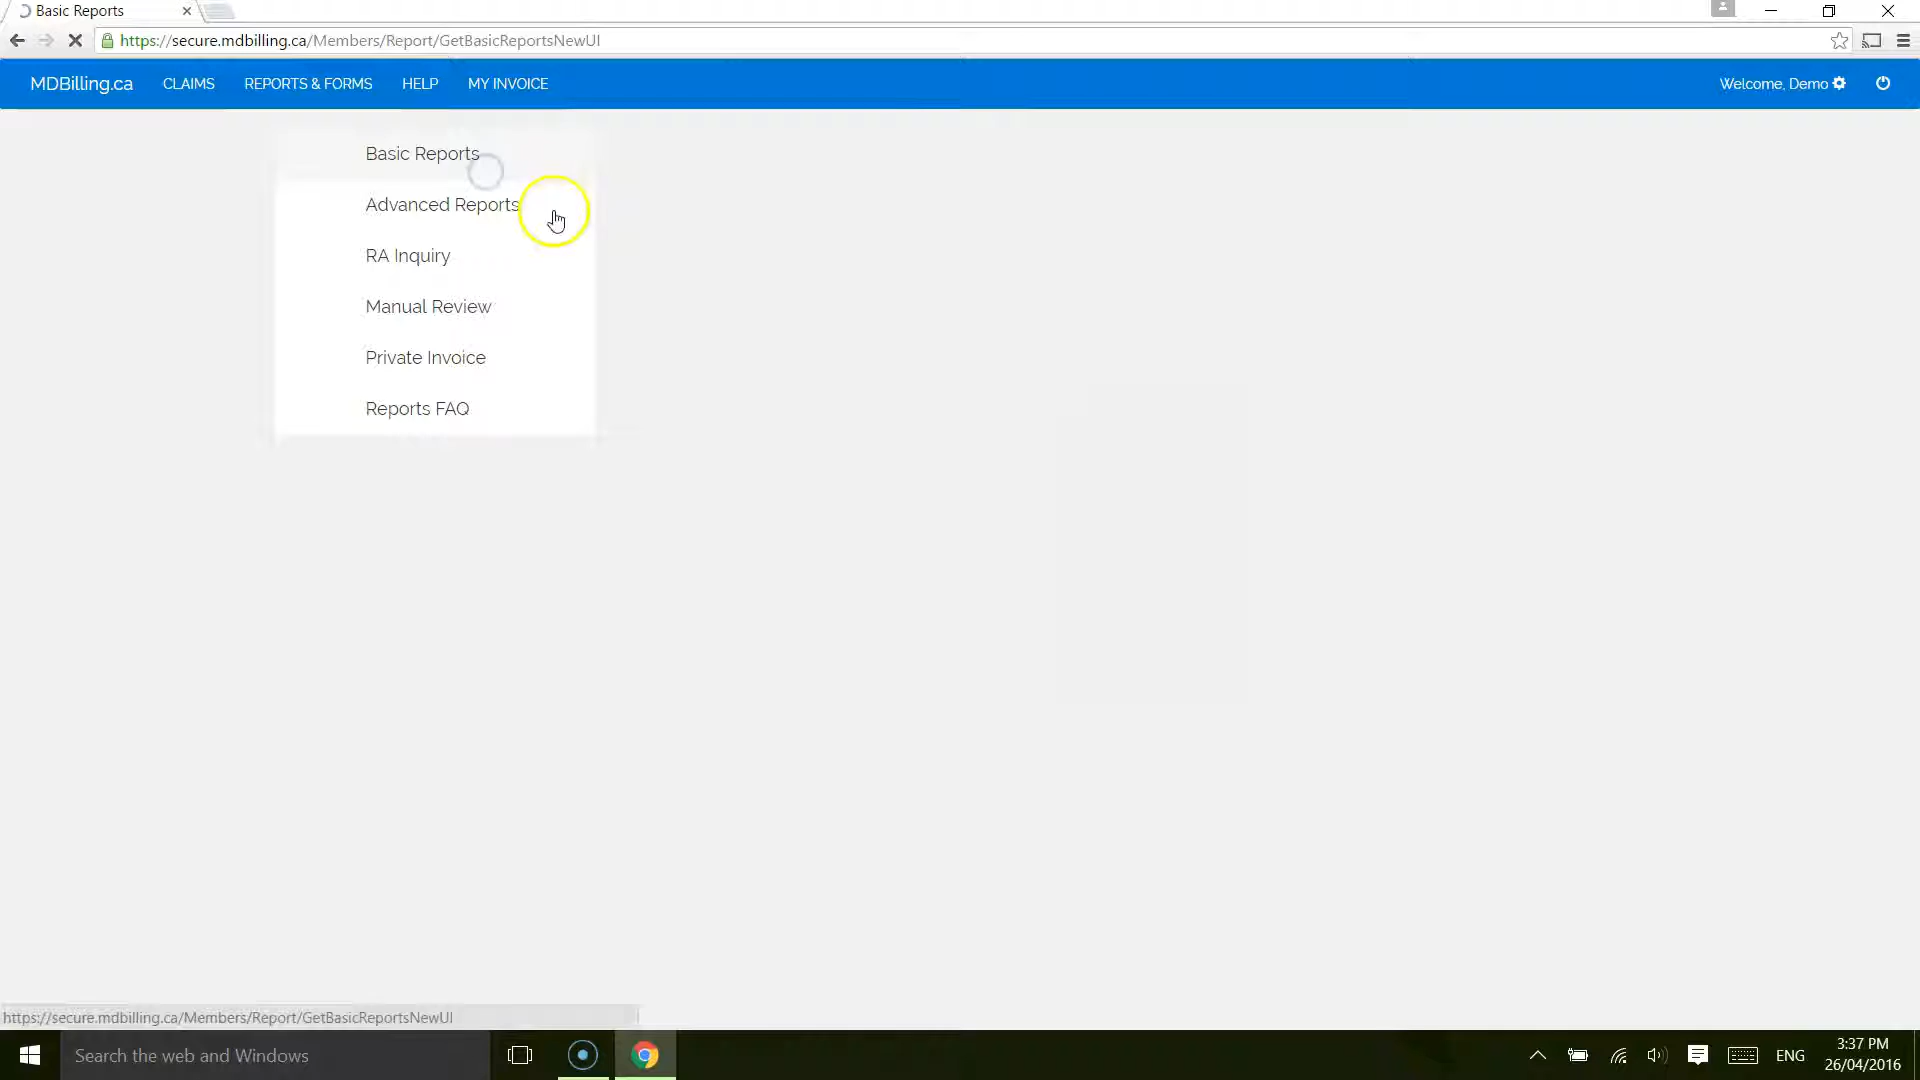 Basic Reports
https://secure.mdbilling.ca/Members/Report/GetBasicReportsNewUI
MDBilling.ca CLAIMS REPORTS & FORMS HELP MY INVOICE Welcome, Demo
Basic Reports
Advanced Reports
RA Inquiry
Manual Review
Private Invoice
Reports FAQ
https://secure.mdbilling.ca/Members/Report/GetBasicReportsNewUI
Search the web and Windows
ENG
3:37 PM
26/04/2016